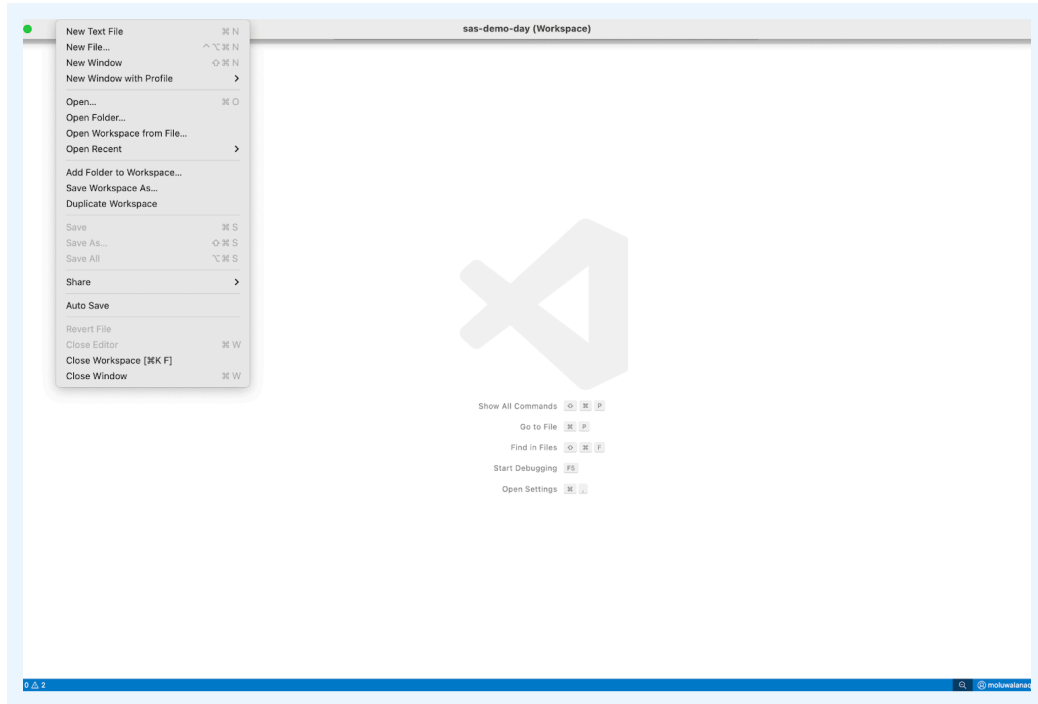 sas-demo-day (Workspace)
New Text File ⌘ N
New File... ^ ⌥ ⌘ N
New Window ⇧ ⌘ N
New Window with Profile >
Open... ⌘ O
Open Folder...
Open Workspace from File...
Open Recent >
Add Folder to Workspace...
Save Workspace As...
Duplicate Workspace
Save ⌘ S
Save As... ⇧ ⌘ S
Save All ⌥ ⌘ S
Share >
Auto Save
Revert File
Close Editor ⌘ W
Close Workspace [⌘K F]
Close Window ⌘ W
Show All Commands ⇧ ⌘ P
Go to File ⌘ P
Find in Files ⇧ ⌘ F
Start Debugging F5
Open Settings ⌘ ,
0 ⚠ 2
moluwalanac